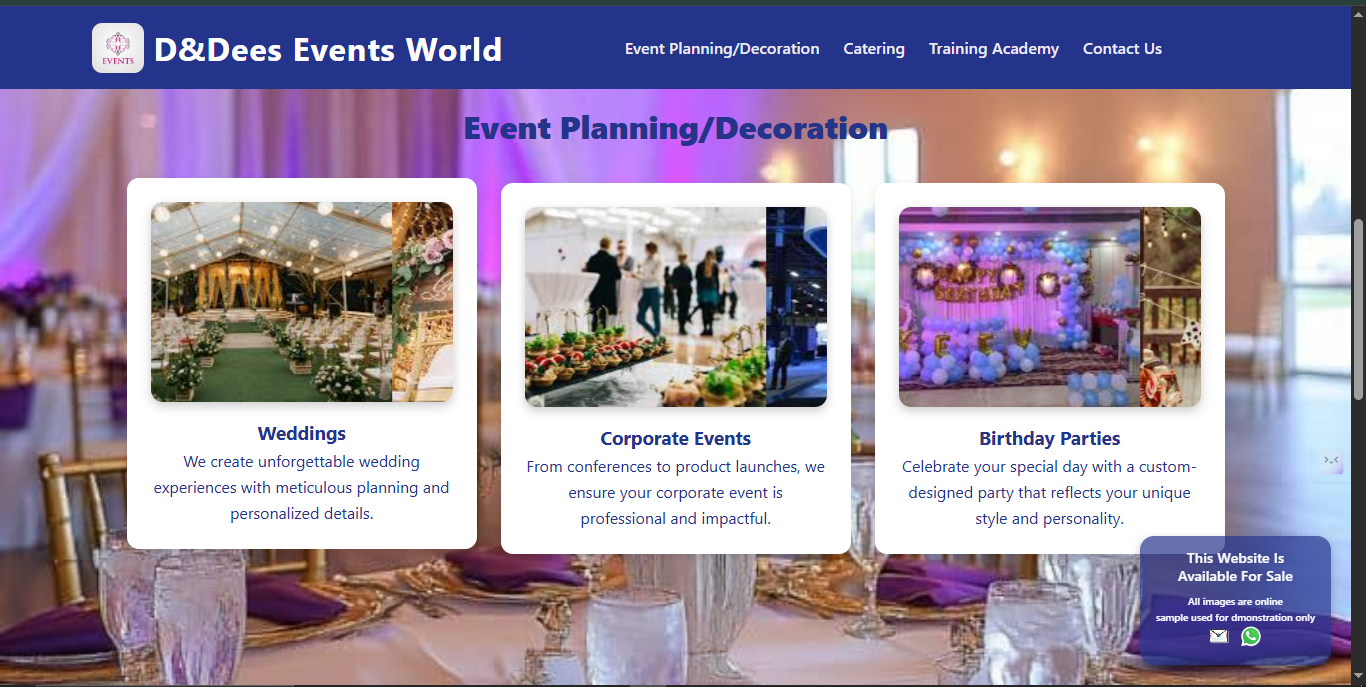 EVENTS
D&Dees Events World
Event Planning/Decoration
Catering
Training Academy
Contact Us
Event Planning/Decoration
Weddings
We create unforgettable wedding
experiences with meticulous planning and
personalized details.
Corporate Events
From conferences to product launches, we
ensure your corporate event is
professional and impactful.
HAPPY
BIRTHDAY
Birthday Parties
Celebrate your special day with a custom-
designed party that reflects your unique
style and personality.
This Website Is
Available For Sale
All images are online
sample used for dmonstration only